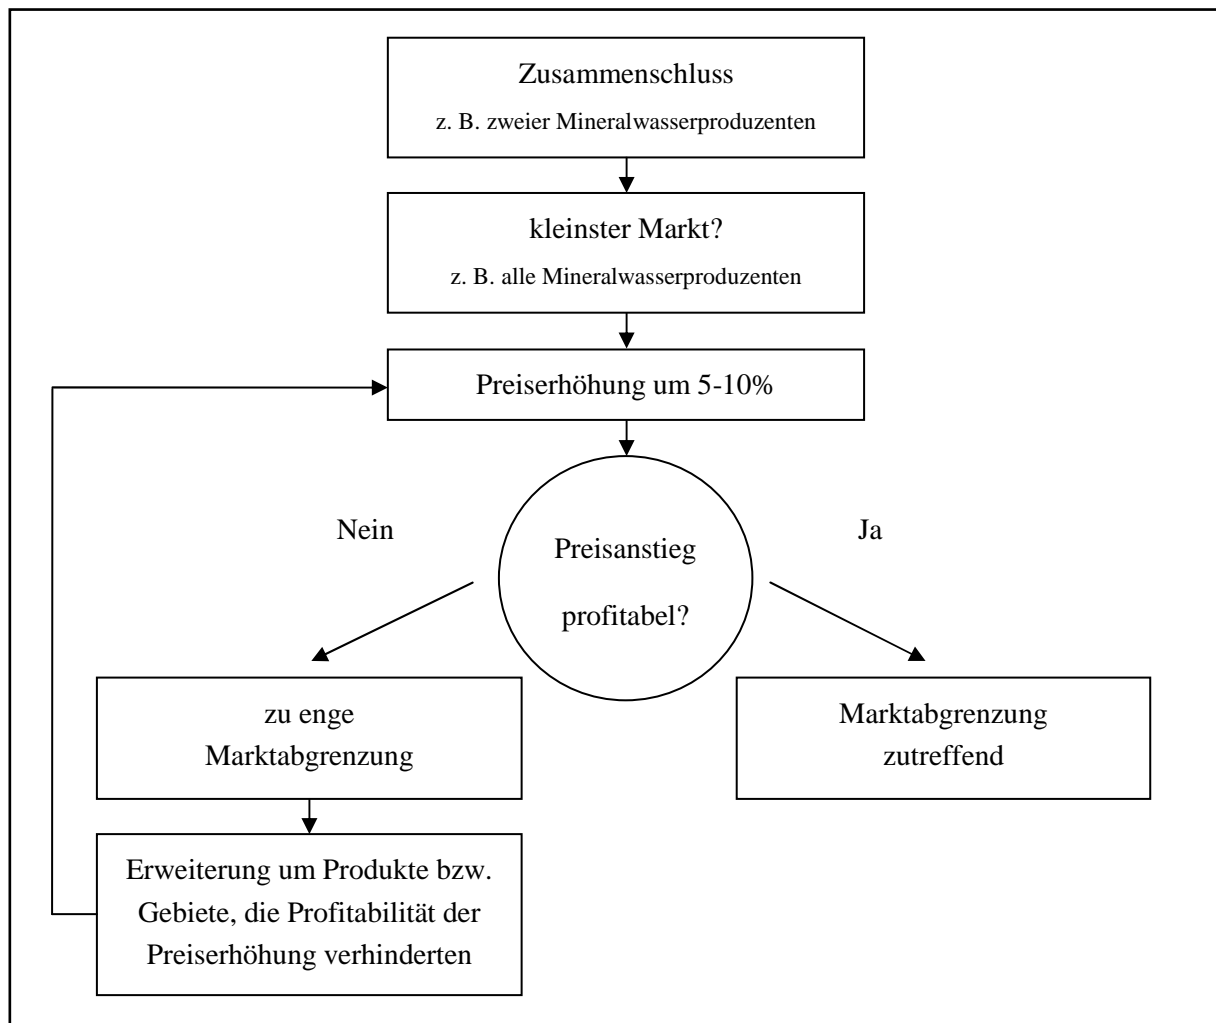 Zusammenschluss
z. B. zweier Mineralwasserproduzenten
kleinster Markt?
z. B. alle Mineralwasserproduzenten
Preiserhöhung um 5-10%
Nein
Ja
Preisanstieg
profitabel?
zu enge
Marktabgrenzung
Marktabgrenzung
zutreffend
Erweiterung um Produkte bzw.
Gebiete, die Profitabilität der
Preiserhöhung verhinderten